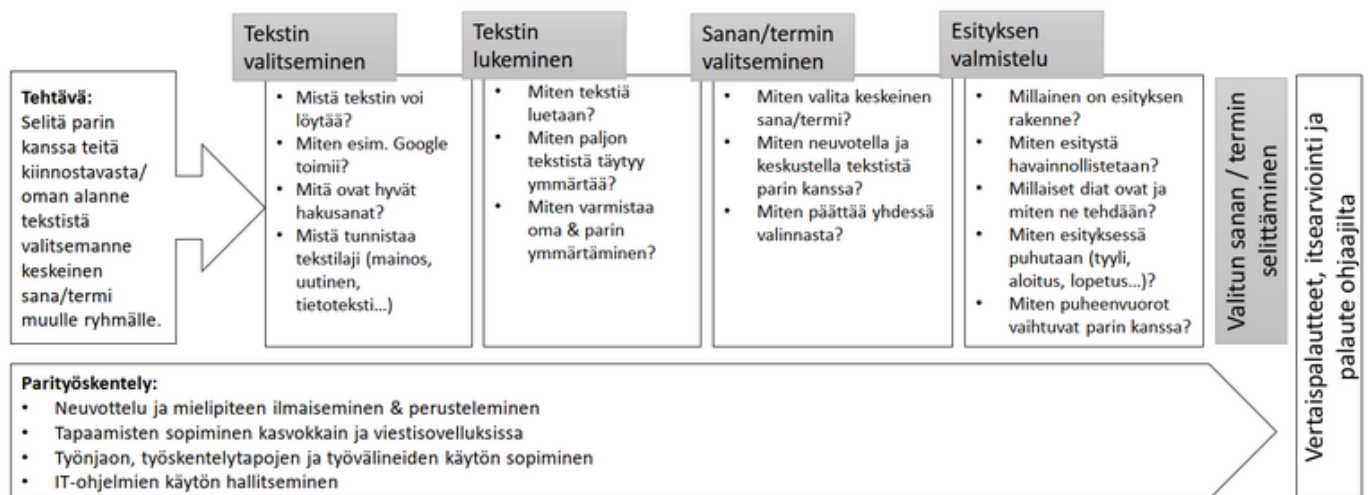 Tehtävä:
Selitä parin
kanssa teitä
kiinnostavasta/
oman alanne
tekstistä
valitsemanne
keskeinen
sana/termi
muulle ryhmälle.
Tekstin
valitseminen
• Mistä tekstin voi
löytää?
• Miten esim. Google
toimii?
• Mitä ovat hyvät
hakusanat?
• Mistä tunnistaa
tekstilaji (mainos,
uutinen,
tietoteksti...)
Tekstin
lukeminen
• Miten tekstiä
luetaan?
• Miten paljon
tekstistä täytyy
ymmärtää?
• Miten varmistaa
oma & parin
ymmärtäminen?
Sanan/termin
valitseminen
• Miten valita keskeinen
sana/termi?
• Miten neuvotella ja
keskustella tekstistä
parin kanssa?
• Miten päättää yhdessä
valinnasta?
Esityksen
valmistelu
• Millainen on esityksen
rakenne?
• Miten esitystä
havainnollistetaan?
• Millaiset diat ovat ja
miten ne tehdään?
• Miten esityksessä
puhutaan (tyyli,
aloitus, lopetus...)?
• Miten puheenvuorot
vaihtuvat parin kanssa?
Valitun sanan / termin
selittäminen
Vertaispalautteet, itsearviointi ja
palaute ohjaajilta
Parityöskentely:
• Neuvottelu ja mielipiteen ilmaiseminen & perusteleminen
• Tapaamisten sopiminen kasvokkain ja viestisovelluksissa
• Työnjaon, työskentelytapojen ja työvälineiden käytön sopiminen
• IT-ohjelmien käytön hallitseminen